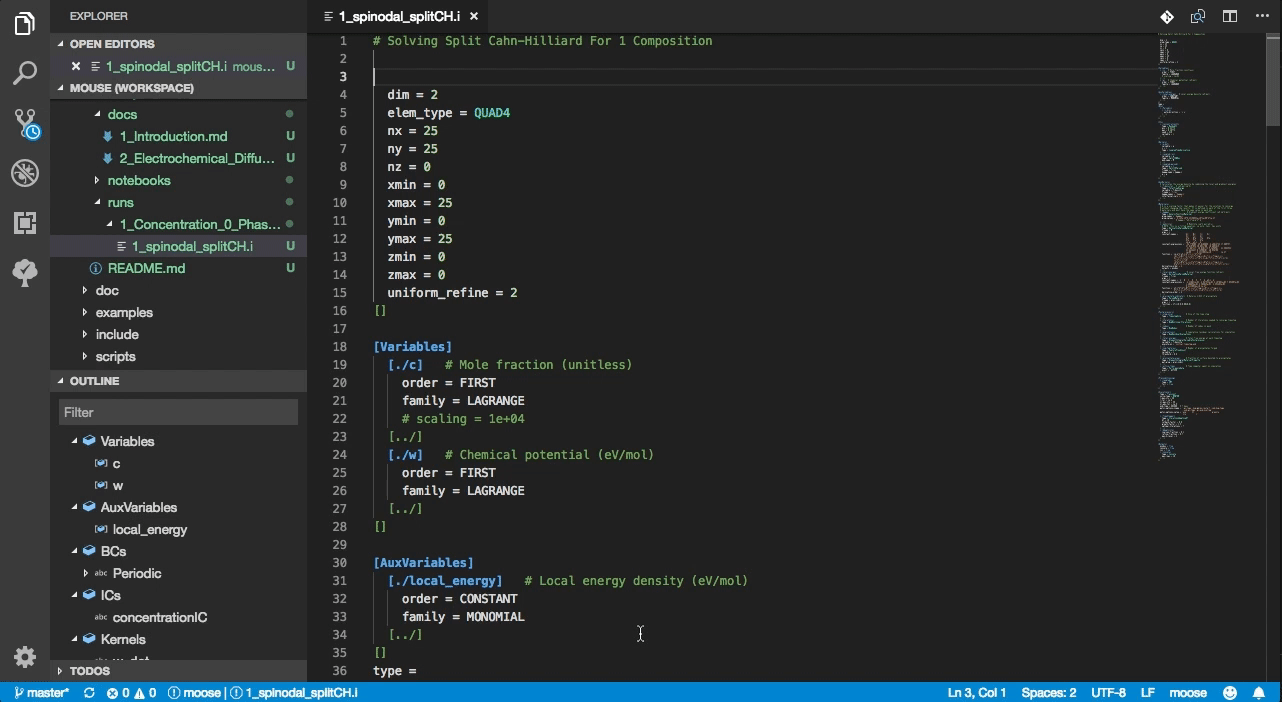 EXPLORER
OPEN EDITORS
1_spinodal_splitCH.i mous... U
MOUSE (WORKSPACE)
docs
1_Introduction.md U
2_Electrochemical_Diffu... U
notebooks
runs
1_Concentration_0_Phas...
1_spinodal_splitCH.i U
README.md U
doc
examples
include
scripts
OUTLINE
Filter
Variables
c
w
AuxVariables
local_energy
BCs
abc Periodic
ICs
abc concentrationIC
Kernels
TODOS
1_spinodal_splitCH.i
1 # Solving Split Cahn-Hilliard For 1 Composition
2
3
4 dim = 2
5 elem_type = QUAD4
6 nx = 25
7 ny = 25
8 nz = 0
9 xmin = 0
10 xmax = 25
11 ymin = 0
12 ymax = 25
13 zmin = 0
14 zmax = 0
15 uniform_refine = 2
16 []
17
18 [Variables]
19 [./c] # Mole fraction (unitless)
20 order = FIRST
21 family = LAGRANGE
22 # scaling = 1e+04
23 [../]
24 [./w] # Chemical potential (eV/mol)
25 order = FIRST
26 family = LAGRANGE
27 [../]
28 []
29
30 [AuxVariables]
31 [./local_energy] # Local energy density (eV/mol)
32 order = CONSTANT
33 family = MONOMIAL
34 [../]
35 []
36 type =
master* 0 0 moose | 1_spinodal_splitCH.i Ln 3, Col 1 Spaces: 2 UTF-8 LF moose